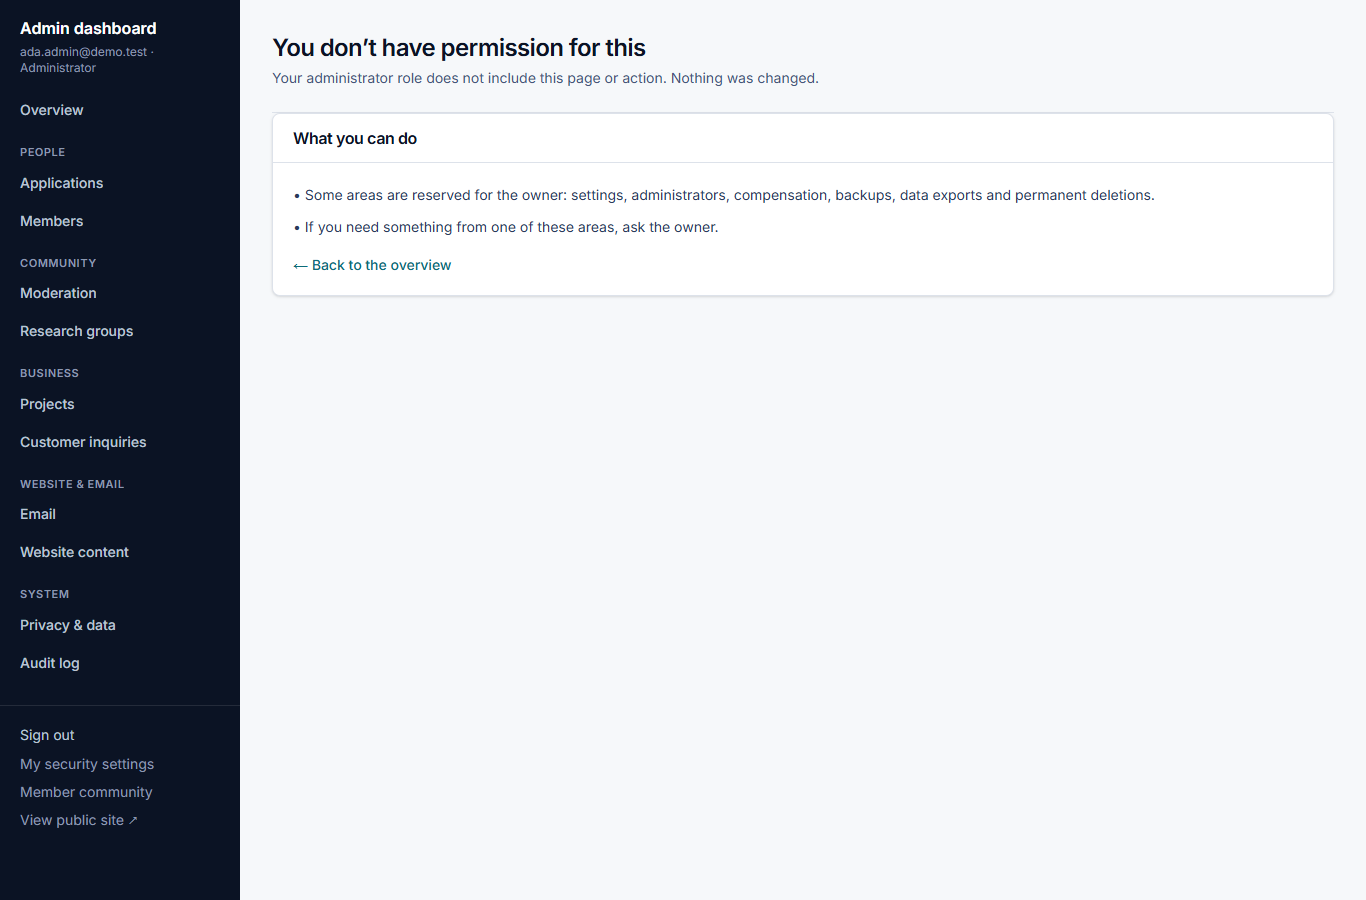 Admin dashboard
ada.admin@demo.test ·
Administrator
Overview
PEOPLE
Applications
Members
COMMUNITY
Moderation
Research groups
BUSINESS
Projects
Customer inquiries
WEBSITE & EMAIL
Email
Website content
SYSTEM
Privacy & data
Audit log
Sign out
My security settings
Member community
View public site ↗
You don’t have permission for this
Your administrator role does not include this page or action. Nothing was changed.
What you can do
• Some areas are reserved for the owner: settings, administrators, compensation, backups, data exports and permanent deletions.
• If you need something from one of these areas, ask the owner.
← Back to the overview